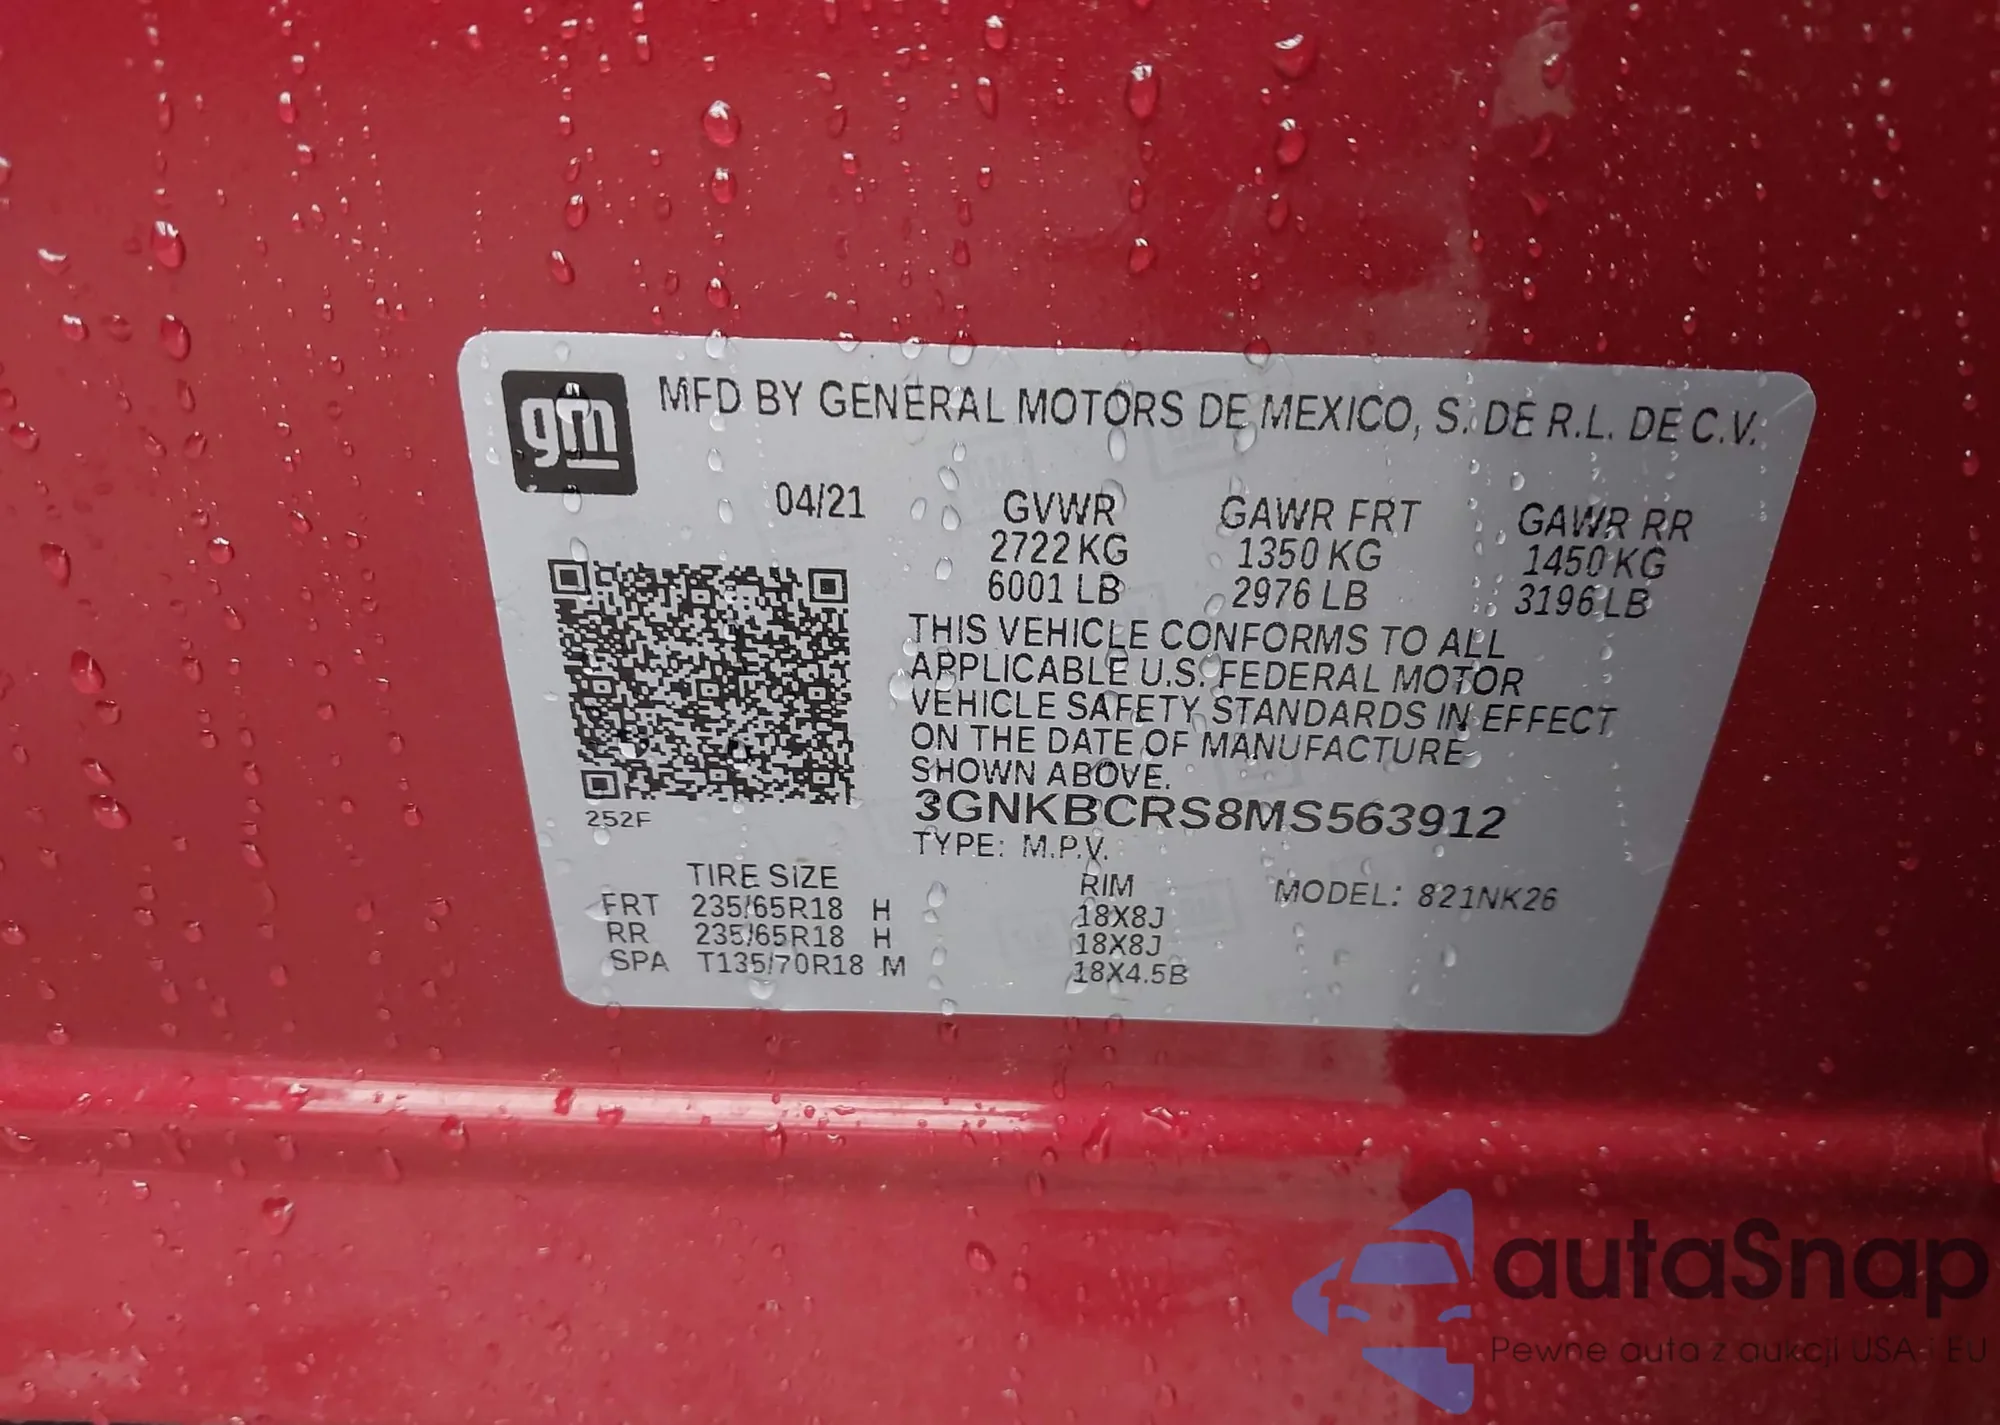 gm
MFD BY GENERAL MOTORS DE MEXICO, S. DE R.L. DE C.V.
04/21
GVWR GAWR FRT GAWR RR
2722 KG 1350 KG 1450 KG
6001 LB 2976 LB 3196 LB
THIS VEHICLE CONFORMS TO ALL
APPLICABLE U.S. FEDERAL MOTOR
VEHICLE SAFETY STANDARDS IN EFFECT
ON THE DATE OF MANUFACTURE
SHOWN ABOVE.
3GNKBCRS8MS563912
252F
TYPE: M.P.V.
TIRE SIZE RIM MODEL: 821NK26
FRT 235/65R18 H 18X8J
RR 235/65R18 H 18X8J
SPA T135/70R18 M 18X4.5B
autaSnap
Pewne auta z aukcji USA i EU